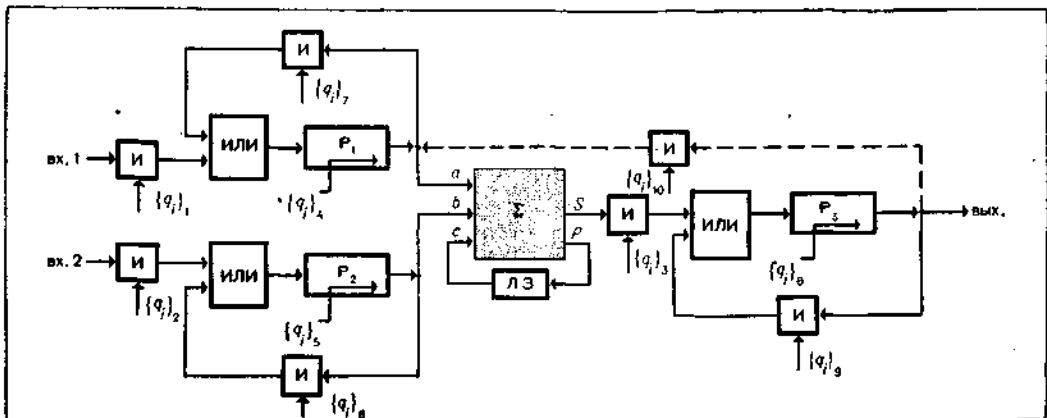 И
{q_i}_7
ИЛИ
P_1
И
вх. 1
И
{q_i}_10
{q_i}_1
{q_i}_4
a
Σ
b
S
И
ИЛИ
P_3
вых.
c
P
{q_i}_3
вх. 2
И
ИЛИ
P_2
ЛЗ
{q_i}_6
{q_i}_2
{q_i}_5
И
{q_i}_9
И
{q_i}_8